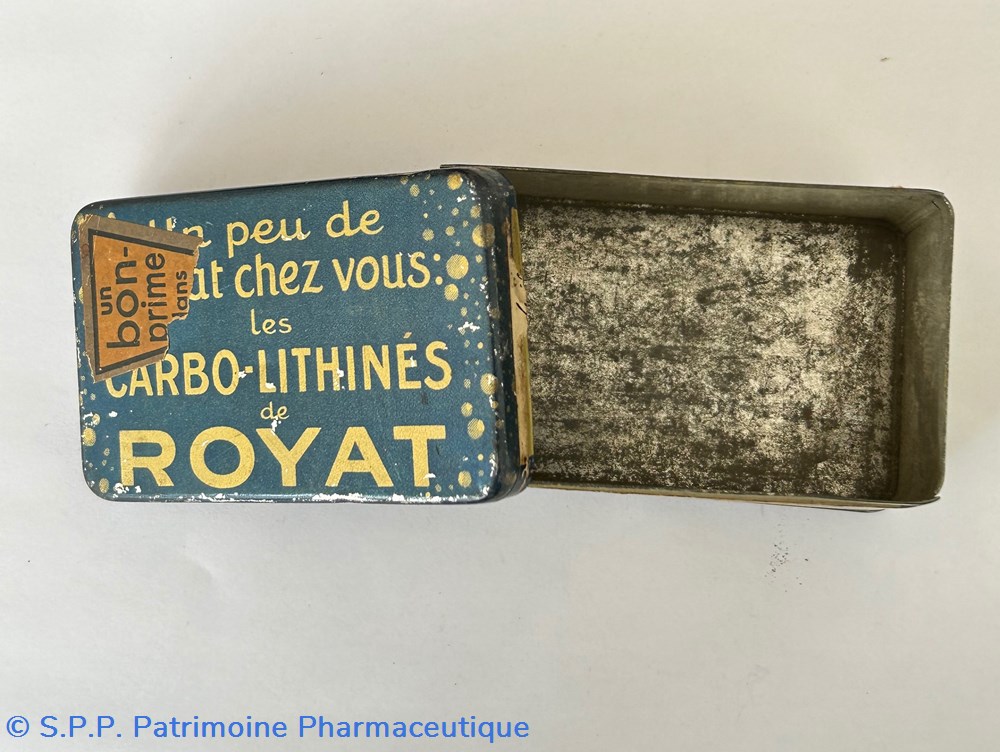 Un peu de
at chez vous:
les
CARBO-LITHINÉS
de
ROYAT
un
bon-
prime
dans
© S.P.P. Patrimoine Pharmaceutique